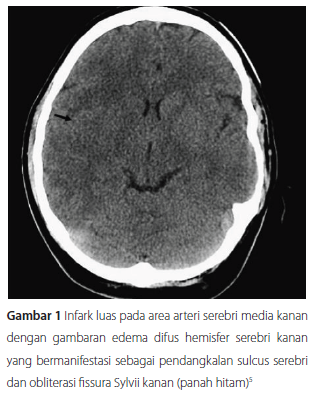 Gambar 1 Infark luas pada area arteri serebri media kanan
dengan gambaran edema difus hemisfer serebri kanan
yang bermanifestasi sebagai pendangkalan sulcus serebri
dan obliterasi fissura Sylvii kanan (panah hitam)⁵